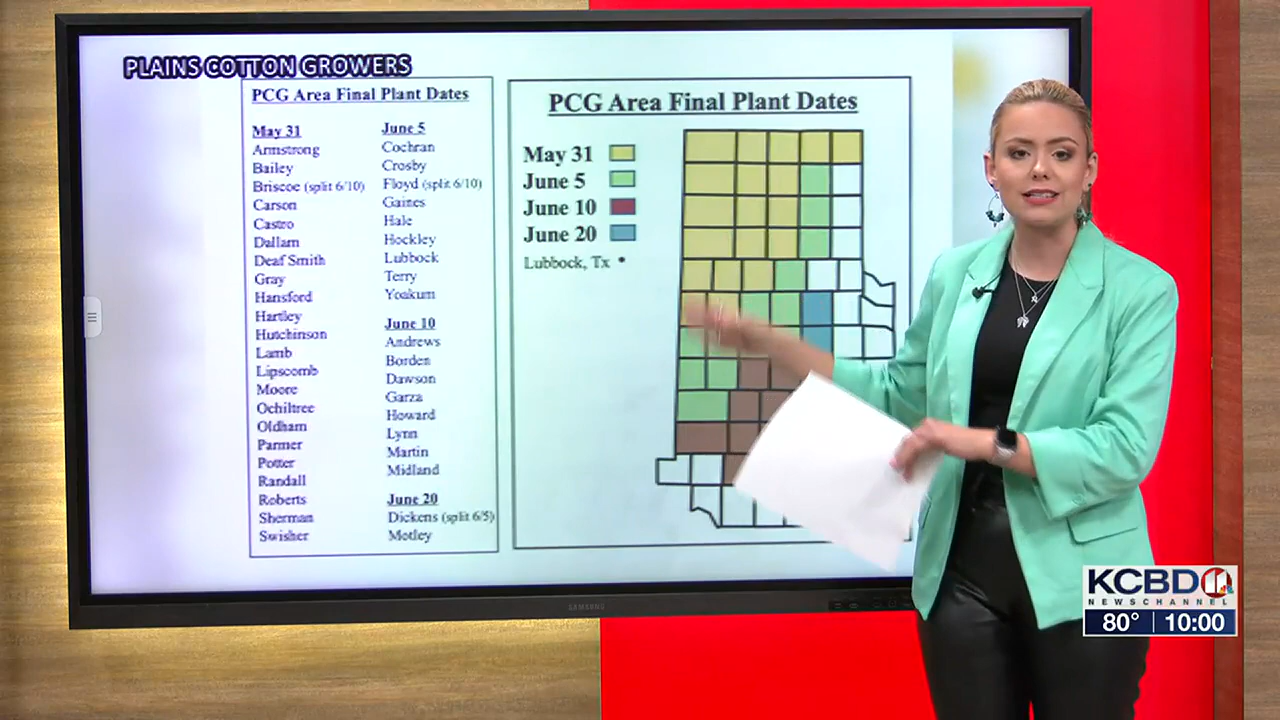 PLAINS COTTON GROWERS
PCG Area Final Plant Dates
May 31
Armstrong
Bailey
Briscoe (split 6/10)
Carson
Castro
Dallam
Deaf Smith
Gray
Hansford
Hartley
Hutchinson
Lamb
Lipscomb
Moore
Ochiltree
Oldham
Parmer
Potter
Randall
Roberts
Sherman
Swisher
June 5
Cochran
Crosby
Floyd (split 6/10)
Gaines
Hale
Hockley
Lubbock
Terry
Yoakum
June 10
Andrews
Borden
Dawson
Garza
Howard
Lynn
Martin
Midland
June 20
Dickens (split 6/5)
Motley
PCG Area Final Plant Dates
May 31
June 5
June 10
June 20
Lubbock, Tx *
SAMSUNG
KCBD 11
NEWSCHANNEL
80° 10:00